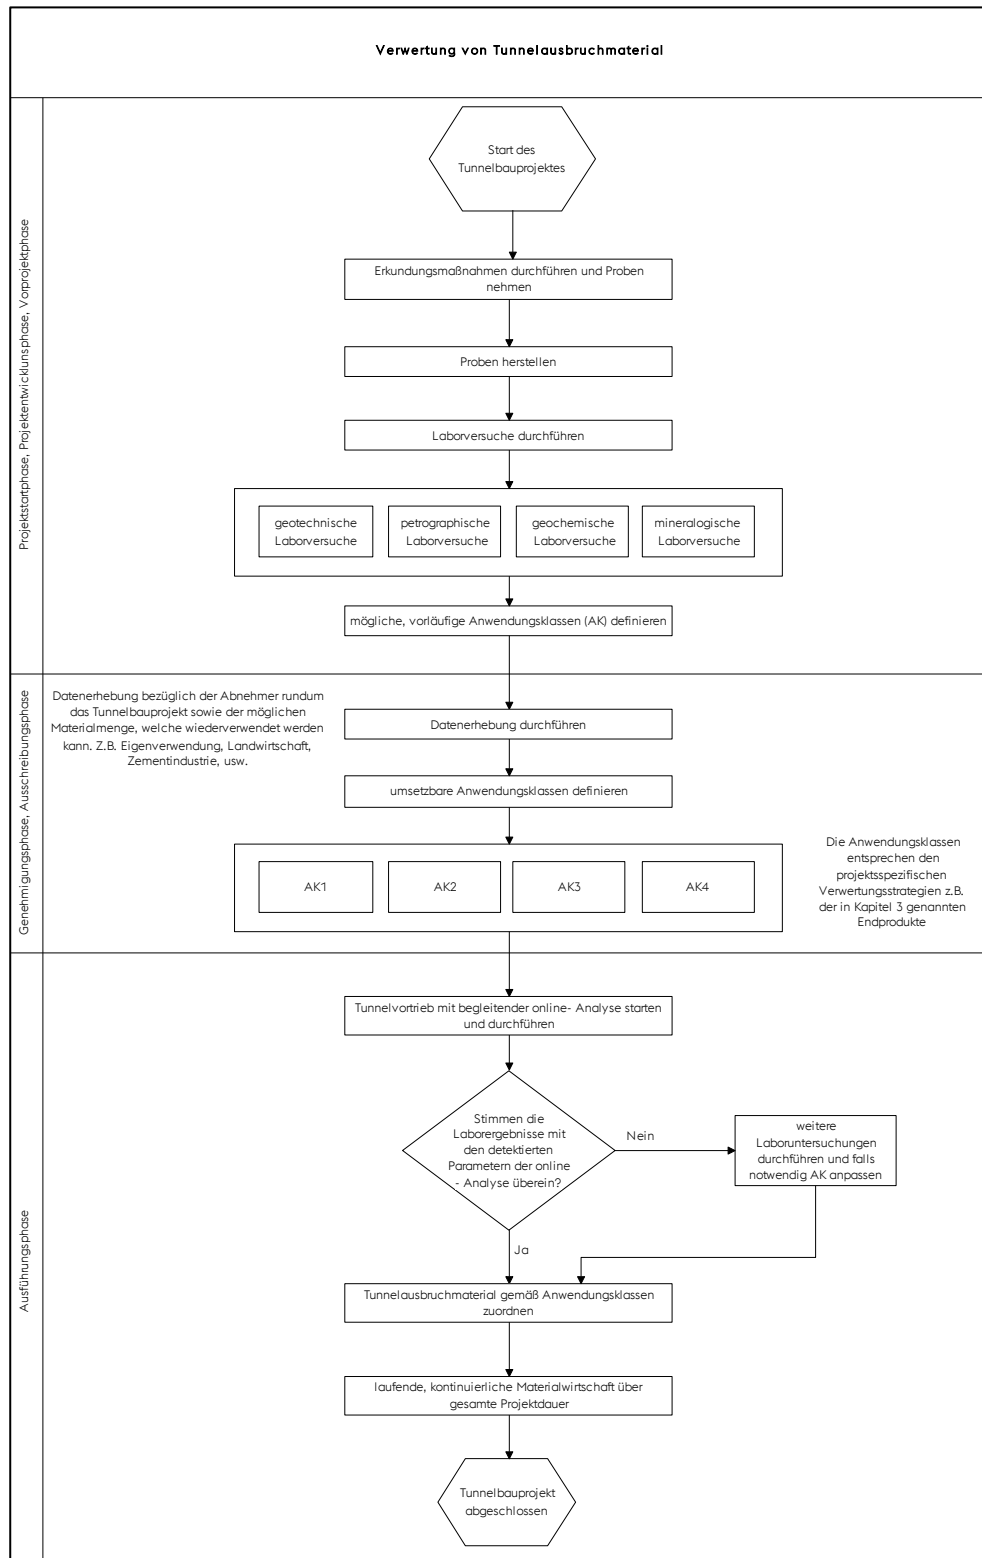 Verwertung von Tunnelausbruchmaterial
Projektstartphase, Projektentwicklunsphase, Vorprojektphase
Start des
Tunnelbauprojektes
Erkundungsmaßnahmen durchführen und Proben
nehmen
Proben herstellen
Laborversuche durchführen
geotechnische
Laborversuche
petrographische
Laborversuche
geochemische
Laborversuche
mineralogische
Laborversuche
mögliche, vorläufige Anwendungsklassen (AK) definieren
Genehmigungsphase, Ausschreibungsphase
Datenerhebung bezüglich der Abnehmer rundum
das Tunnelbauprojekt sowie der möglichen
Materialmenge, welche wiederverwendet werden
kann. Z.B. Eigenverwendung, Landwirtschaft,
Zementindustrie, usw.
Datenerhebung durchführen
umsetzbare Anwendungsklassen definieren
AK1
AK2
AK3
AK4
Die Anwendungsklassen
entsprechen den
projektsspezifischen
Verwertungsstrategien z.B.
der in Kapitel 3 genannten
Endprodukte
Ausführungsphase
Tunnelvortrieb mit begleitender online- Analyse starten
und durchführen
Stimmen die
Laborergebnisse mit
den detektierten
Parametern der online
- Analyse überein?
Nein
weitere
Laboruntersuchungen
durchführen und falls
notwendig AK anpassen
Ja
Tunnelausbruchmaterial gemäß Anwendungsklassen
zuordnen
laufende, kontinuierliche Materialwirtschaft über
gesamte Projektdauer
Tunnelbauprojekt
abgeschlossen